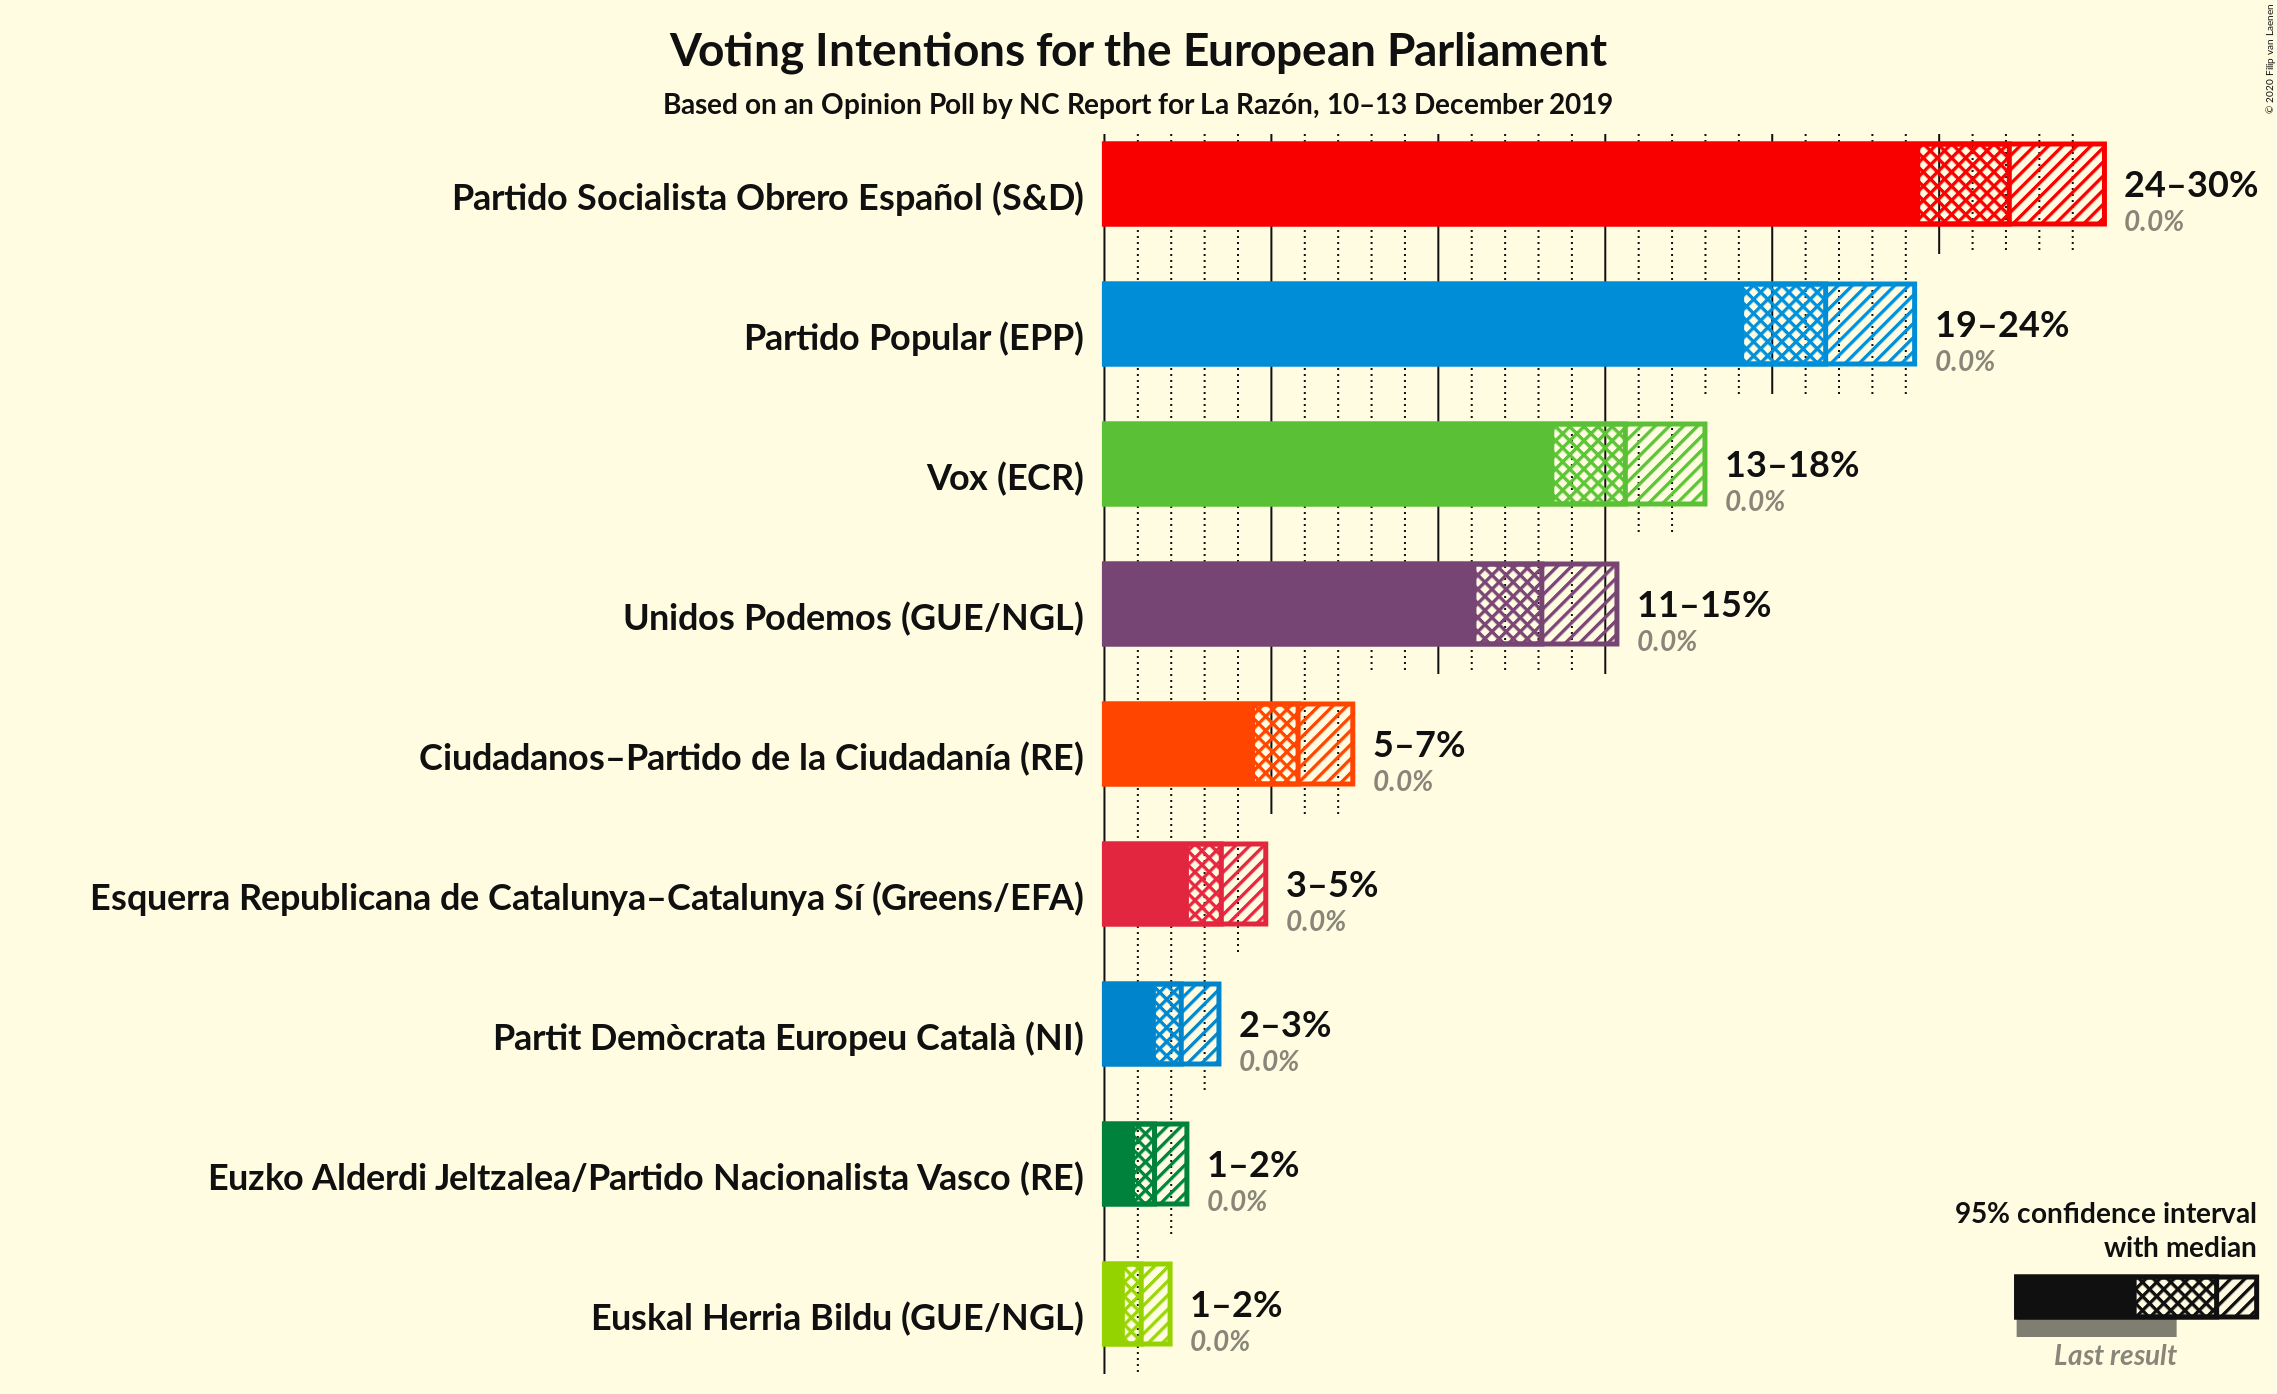 Voting Intentions for the European Parliament
Based on an Opinion Poll by NC Report for La Razón, 10–13 December 2019
© 2020 Filip van Laenen
Partido Socialista Obrero Español (S&D)
24–30%
0.0%
Partido Popular (EPP)
19–24%
0.0%
Vox (ECR)
13–18%
0.0%
Unidos Podemos (GUE/NGL)
11–15%
0.0%
Ciudadanos–Partido de la Ciudadanía (RE)
5–7%
0.0%
Esquerra Republicana de Catalunya–Catalunya Sí (Greens/EFA)
3–5%
0.0%
Partit Demòcrata Europeu Català (NI)
2–3%
0.0%
Euzko Alderdi Jeltzalea/Partido Nacionalista Vasco (RE)
1–2%
0.0%
Euskal Herria Bildu (GUE/NGL)
1–2%
0.0%
95% confidence interval
with median
Last result